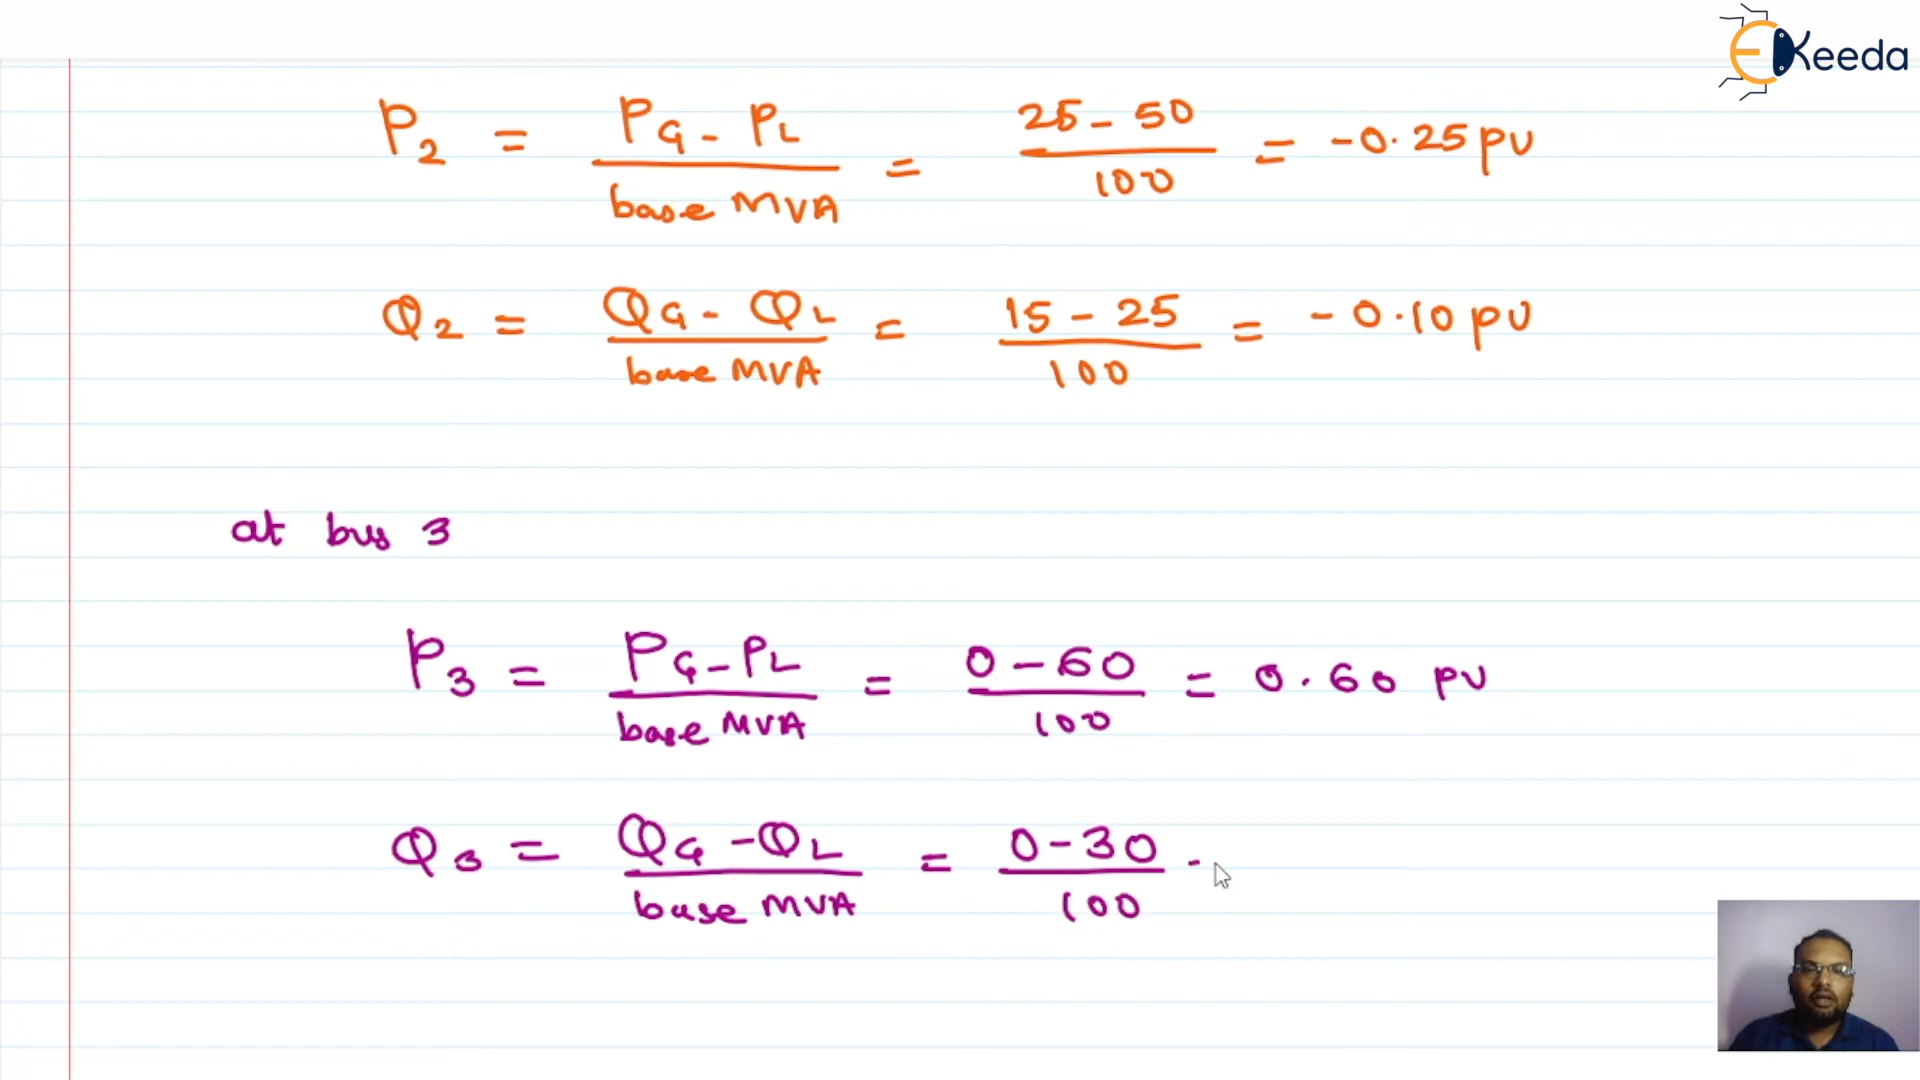 EKeeda
P2 = PG - PL / base MVA = 25 - 50 / 100 = -0.25 pu
Q2 = QG - QL / base MVA = 15 - 25 / 100 = -0.10 pu
at bus 3
P3 = PG - PL / base MVA = 0 - 60 / 100 = 0.60 pu
Q3 = QG - QL / base MVA = 0 - 30 / 100 -